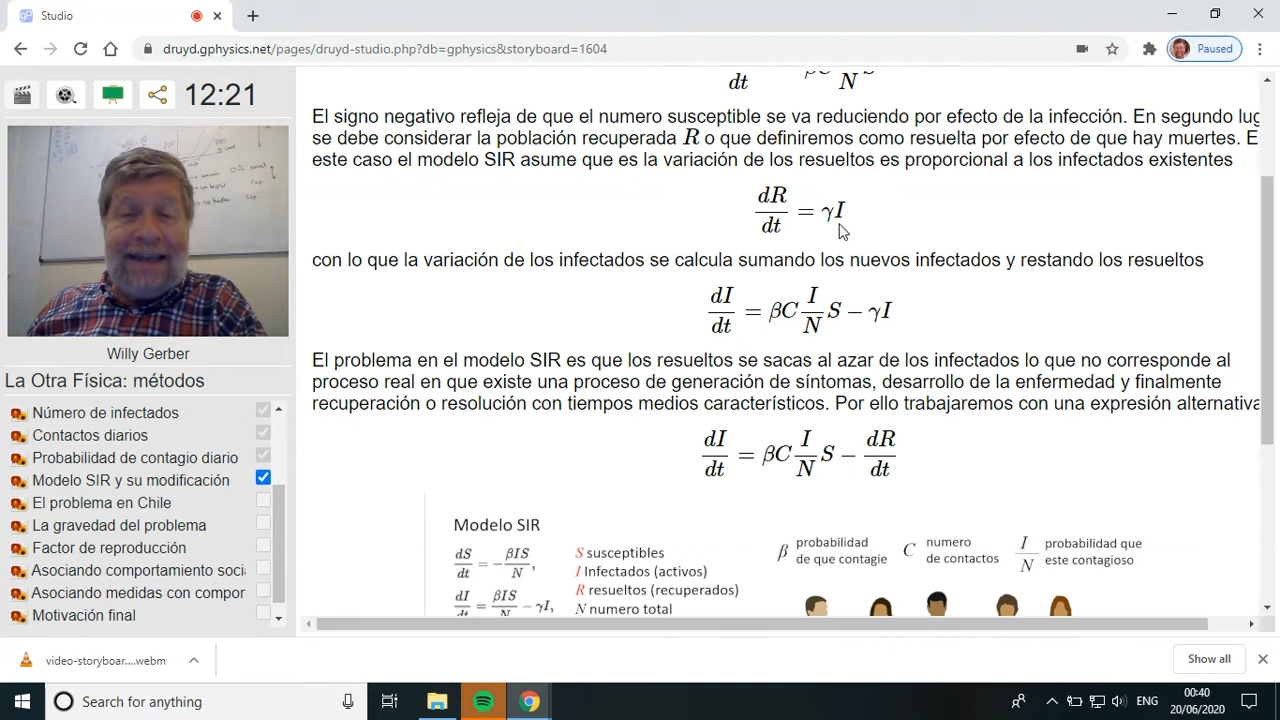 Studio
druyd.gphysics.net/pages/druyd-studio.php?db=gphysics&storyboard=1604
Paused
12:21
Willy Gerber
La Otra Física: métodos
Número de infectados
Contactos diarios
Probabilidad de contagio diario
Modelo SIR y su modificación
El problema en Chile
La gravedad del problema
Factor de reproducción
Asociando comportamiento soci
Asociando medidas con compor
Motivación final
dt N
El signo negativo refleja de que el numero susceptible se va reduciendo por efecto de la infección. En segundo lug
se debe considerar la población recuperada R o que definiremos como resuelta por efecto de que hay muertes. E
este caso el modelo SIR asume que es la variación de los resueltos es proporcional a los infectados existentes
dR/dt = γI
con lo que la variación de los infectados se calcula sumando los nuevos infectados y restando los resueltos
dI/dt = βC I/N S − γI
El problema en el modelo SIR es que los resueltos se sacas al azar de los infectados lo que no corresponde al
proceso real en que existe una proceso de generación de síntomas, desarrollo de la enfermedad y finalmente
recuperación o resolución con tiempos medios característicos. Por ello trabajaremos con una expresión alternativa
dI/dt = βC I/N S − dR/dt
Modelo SIR
dS/dt = − βIS/N,
dI/dt = βIS/N − γI,
S susceptibles
I Infectados (activos)
R resueltos (recuperados)
N numero total
β probabilidad
de que contagie
C numero
de contactos
I/N probabilidad que
este contagioso
video-storyboar....webm
Show all
Search for anything
ENG
00:40
20/06/2020